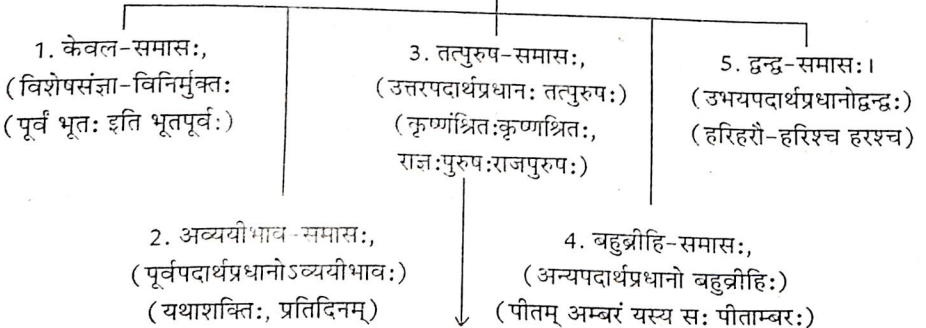 1. केवल-समास:,
(विशेषसंज्ञा-विनिर्मुक्त:
(पूर्वं भूत: इति भूतपूर्व:)
3. तत्पुरुष-समास:,
(उत्तरपदार्थप्रधान: तत्पुरुष:)
(कृष्णंश्रित:कृष्णश्रित:,
राज्ञ:पुरुष:राजपुरुष:)
5. द्वन्द्व-समास:।
(उभयपदार्थप्रधानोद्वन्द्व:)
(हरिहरौ-हरिश्च हरश्च)
2. अव्ययीभाव-समास:,
(पूर्वपदार्थप्रधानोऽव्ययीभाव:)
(यथाशक्ति:, प्रतिदिनम्)
4. बहुब्रीहि-समास:,
(अन्यपदार्थप्रधानो बहुव्रीहि:)
(पीतम् अम्बरं यस्य स: पीताम्बर:)